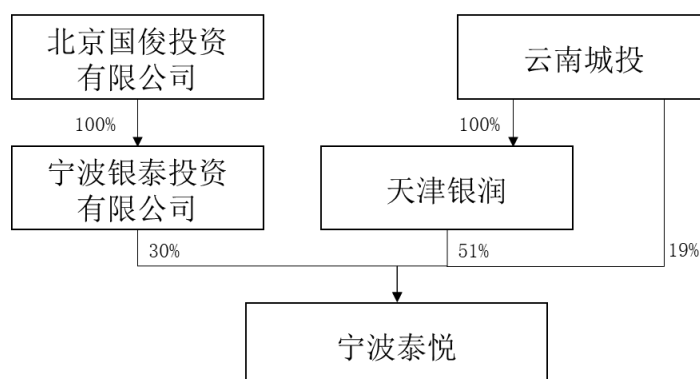 北京国俊投资
有限公司
云南城投
100%
100%
宁波银泰投资
有限公司
天津银润
30%
51%
19%
宁波泰悦